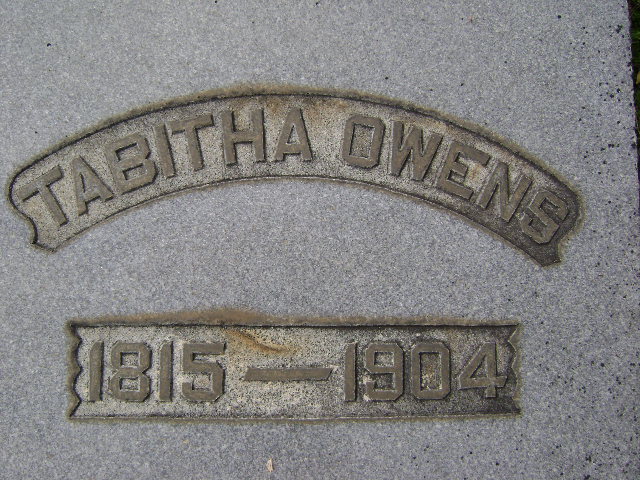 TABITHA OWENS
1815 — 1904